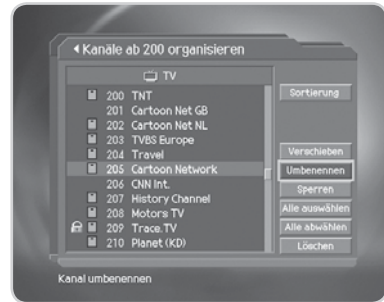 Kanäle ab 200 organisieren
TV
200 TNT
201 Cartoon Net GB
202 Cartoon Net NL
203 TVBS Europe
204 Travel
205 Cartoon Network
206 CNN Int.
207 History Channel
208 Motors TV
209 Trace.TV
210 Planet (KD)
Sortierung
Verschieben
Umbenennen
Sperren
Alle auswählen
Alle abwählen
Löschen
Kanal umbenennen